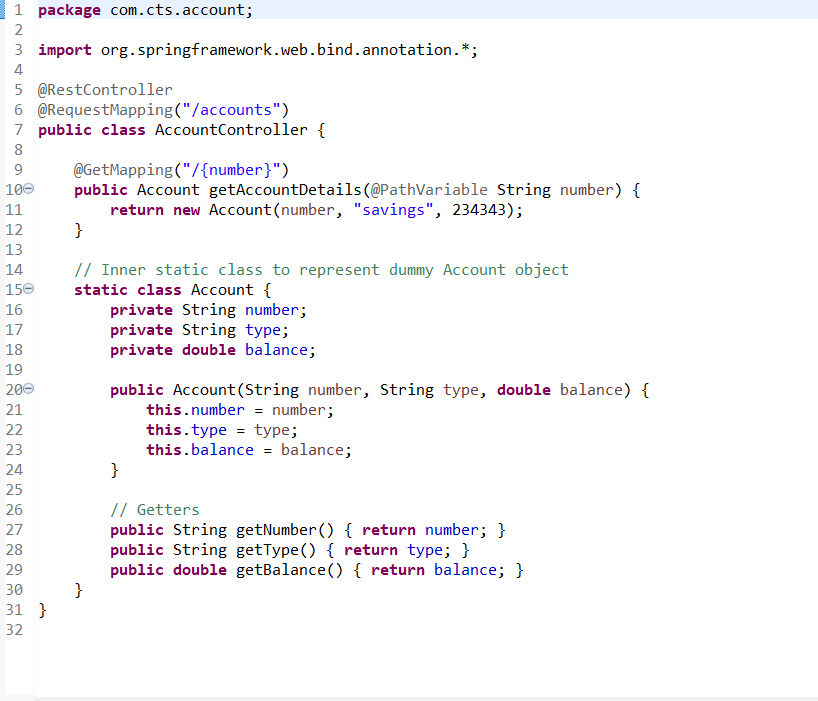 1 package com.cts.account;
2
3 import org.springframework.web.bind.annotation.*;
4
5 @RestController
6 @RequestMapping("/accounts")
7 public class AccountController {
8
9     @GetMapping("/{number}")
10     public Account getAccountDetails(@PathVariable String number) {
11         return new Account(number, "savings", 234343);
12     }
13
14     // Inner static class to represent dummy Account object
15     static class Account {
16         private String number;
17         private String type;
18         private double balance;
19
20         public Account(String number, String type, double balance) {
21             this.number = number;
22             this.type = type;
23             this.balance = balance;
24         }
25
26         // Getters
27         public String getNumber() { return number; }
28         public String getType() { return type; }
29         public double getBalance() { return balance; }
30     }
31 }
32